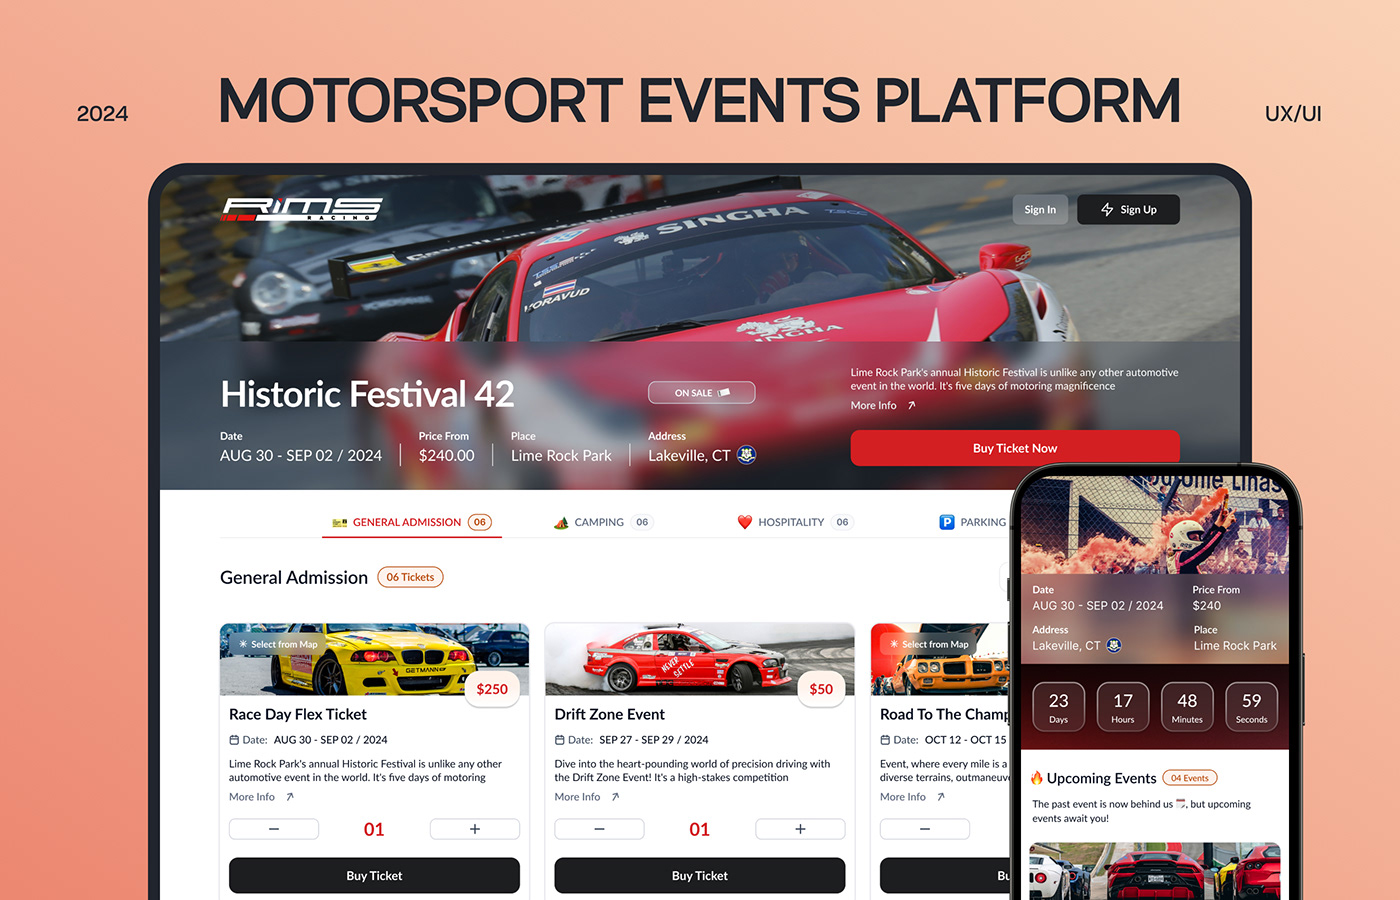 2024
MOTORSPORT EVENTS PLATFORM
UX/UI
RIMS
RACING
Sign In
Sign Up
SINGHA
VORAVUD
SINGHA
Historic Festival 42
ON SALE
Lime Rock Park's annual Historic Festival is unlike any other automotive
event in the world. It's five days of motoring magnificence
More Info
Date
AUG 30 - SEP 02 / 2024
Price From
$240.00
Place
Lime Rock Park
Address
Lakeville, CT
Buy Ticket Now
GENERAL ADMISSION 06
CAMPING 06
HOSPITALITY 06
P PARKING
General Admission 06 Tickets
Select from Map
GETMANN
$250
Race Day Flex Ticket
Date: AUG 30 - SEP 02 / 2024
Lime Rock Park's annual Historic Festival is unlike any other
automotive event in the world. It's five days of motoring
More Info
01
Buy Ticket
NEVER
SETTLE
$50
Drift Zone Event
Date: SEP 27 - SEP 29 / 2024
Dive into the heart-pounding world of precision driving with
the Drift Zone Event! It's a high-stakes competition
More Info
01
Buy Ticket
Select from Map
Road To The Champ
Date: OCT 12 - OCT 15
Event, where every mile is a
diverse terrains, outmaneuv
More Info
Bu
Date
AUG 30 - SEP 02 / 2024
Price From
$240
Address
Lakeville, CT
Place
Lime Rock Park
23
Days
17
Hours
48
Minutes
59
Seconds
Upcoming Events 04 Events
The past event is now behind us , but upcoming
events await you!